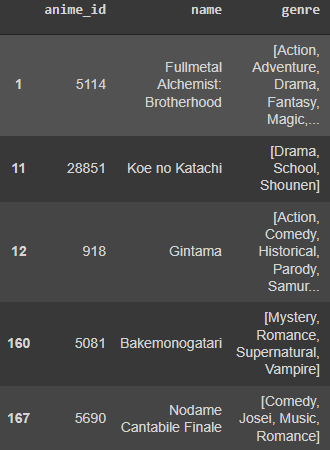 anime_id name genre
1 5114 Fullmetal Alchemist: Brotherhood [Action, Adventure, Drama, Fantasy, Magic,...
11 28851 Koe no Katachi [Drama, School, Shounen]
12 918 Gintama [Action, Comedy, Historical, Parody, Samur...
160 5081 Bakemonogatari [Mystery, Romance, Supernatural, Vampire]
167 5690 Nodame Cantabile Finale [Comedy, Josei, Music, Romance]